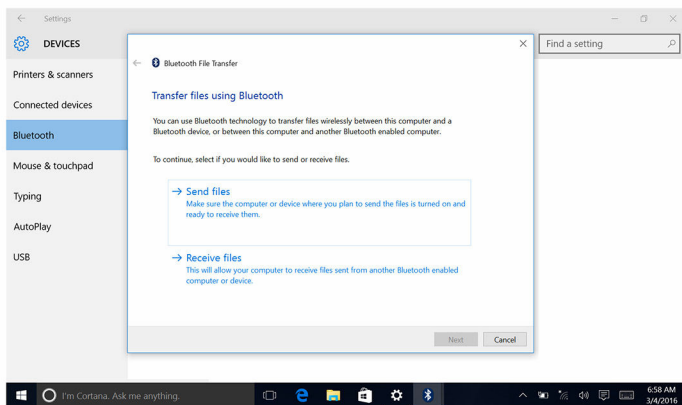 Settings
DEVICES
Find a setting
Printers & scanners
Connected devices
Bluetooth
Mouse & touchpad
Typing
AutoPlay
USB
Bluetooth File Transfer
Transfer files using Bluetooth
You can use Bluetooth technology to transfer files wirelessly between this computer and a
Bluetooth device, or between this computer and another Bluetooth enabled computer.
To continue, select if you would like to send or receive files.
Send files
Make sure the computer or device where you plan to send the files is turned on and
ready to receive them.
Receive files
This will allow your computer to receive files sent from another Bluetooth enabled
computer or device.
Next Cancel
I'm Cortana. Ask me anything.
6:58 AM
3/4/2016